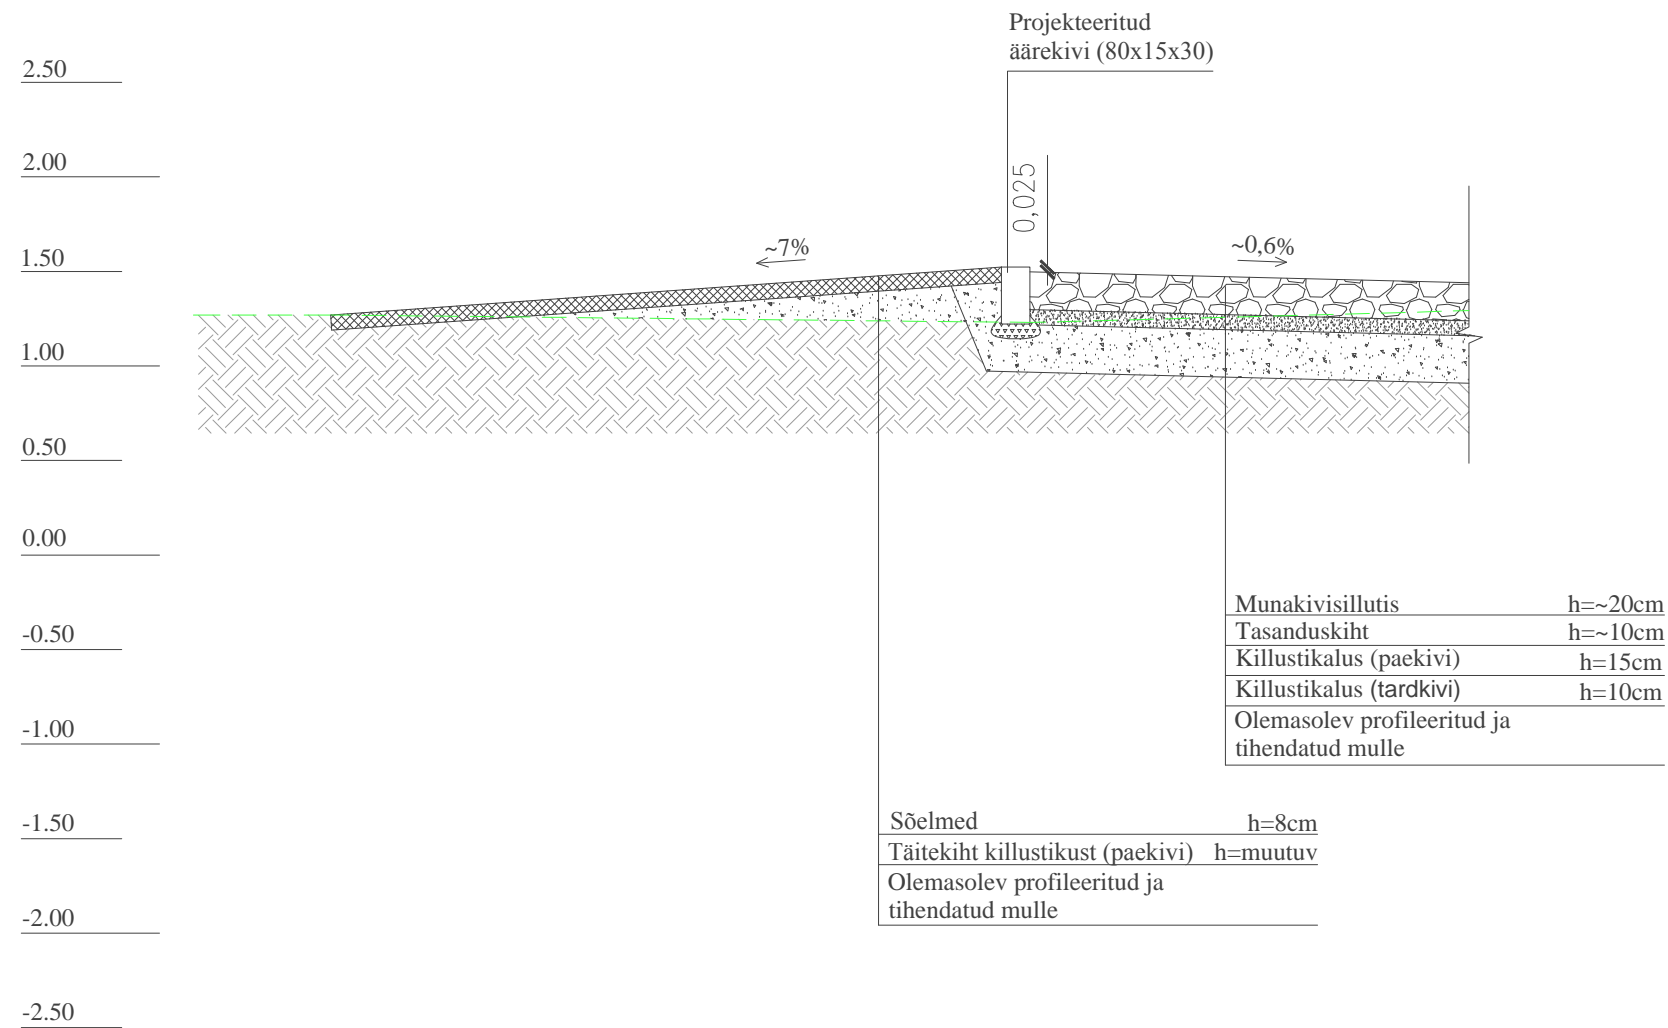 Projekteeritud
äärekivi (80x15x30)
2.50
2.00
0,025
1.50
~7%
~0,6%
1.00
0.50
0.00
-0.50
-1.00
-1.50
-2.00
-2.50
Munakivisillutis h=~20cm
Tasanduskiht h=~10cm
Killustikalus (paekivi) h=15cm
Killustikalus (tardkivi) h=10cm
Olemasolev profileeritud ja
tihendatud mulle
Sõelmed h=8cm
Täitekiht killustikust (paekivi) h=muutuv
Olemasolev profileeritud ja
tihendatud mulle